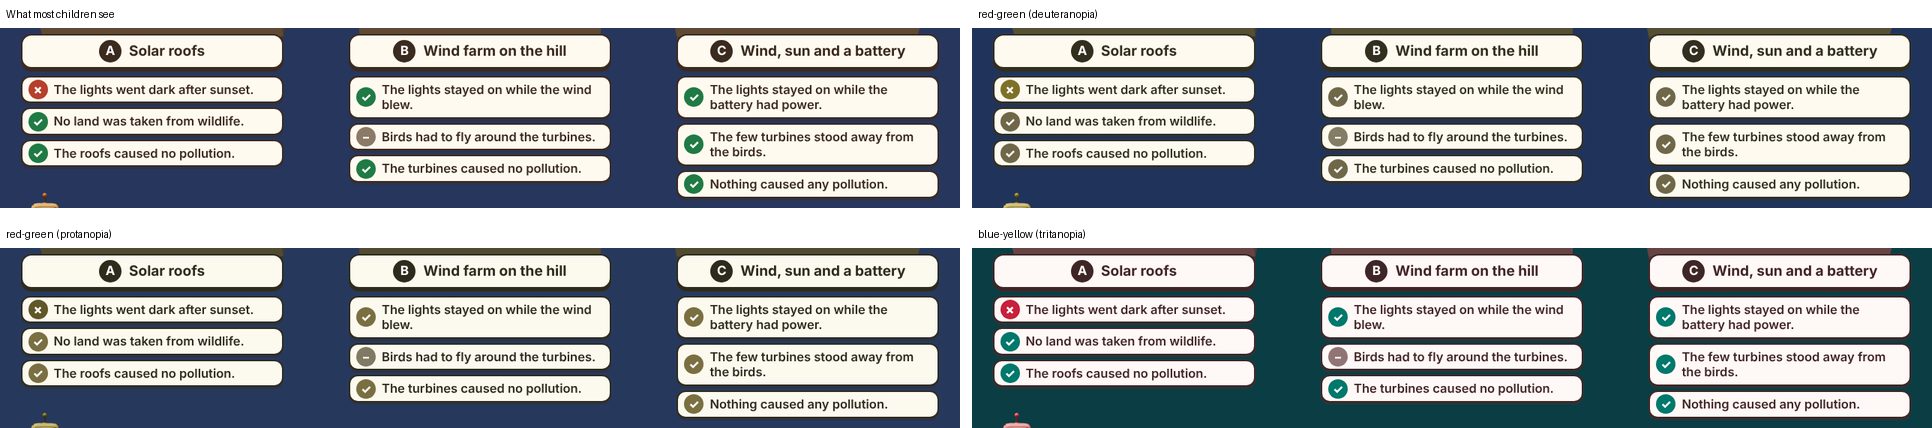 What most children see
A Solar roofs
The lights went dark after sunset.
No land was taken from wildlife.
The roofs caused no pollution.
B Wind farm on the hill
The lights stayed on while the wind
blew.
Birds had to fly around the turbines.
The turbines caused no pollution.
C Wind, sun and a battery
The lights stayed on while the
battery had power.
The few turbines stood away from
the birds.
Nothing caused any pollution.
red-green (deuteranopia)
A Solar roofs
The lights went dark after sunset.
No land was taken from wildlife.
The roofs caused no pollution.
B Wind farm on the hill
The lights stayed on while the wind
blew.
Birds had to fly around the turbines.
The turbines caused no pollution.
C Wind, sun and a battery
The lights stayed on while the
battery had power.
The few turbines stood away from
the birds.
Nothing caused any pollution.
red-green (protanopia)
A Solar roofs
The lights went dark after sunset.
No land was taken from wildlife.
The roofs caused no pollution.
B Wind farm on the hill
The lights stayed on while the wind
blew.
Birds had to fly around the turbines.
The turbines caused no pollution.
C Wind, sun and a battery
The lights stayed on while the
battery had power.
The few turbines stood away from
the birds.
Nothing caused any pollution.
blue-yellow (tritanopia)
A Solar roofs
The lights went dark after sunset.
No land was taken from wildlife.
The roofs caused no pollution.
B Wind farm on the hill
The lights stayed on while the wind
blew.
Birds had to fly around the turbines.
The turbines caused no pollution.
C Wind, sun and a battery
The lights stayed on while the
battery had power.
The few turbines stood away from
the birds.
Nothing caused any pollution.